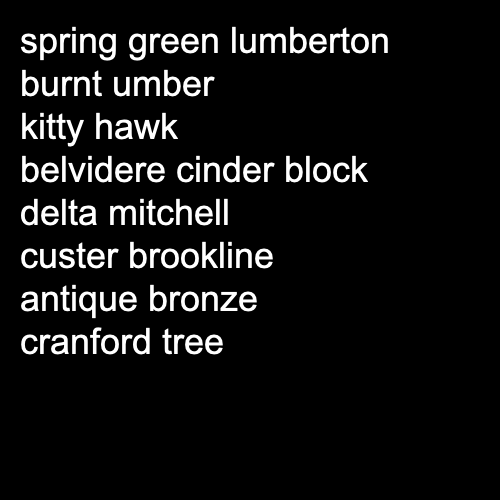 spring green lumberton
burnt umber
kitty hawk
belvidere cinder block
delta mitchell
custer brookline
antique bronze
cranford tree